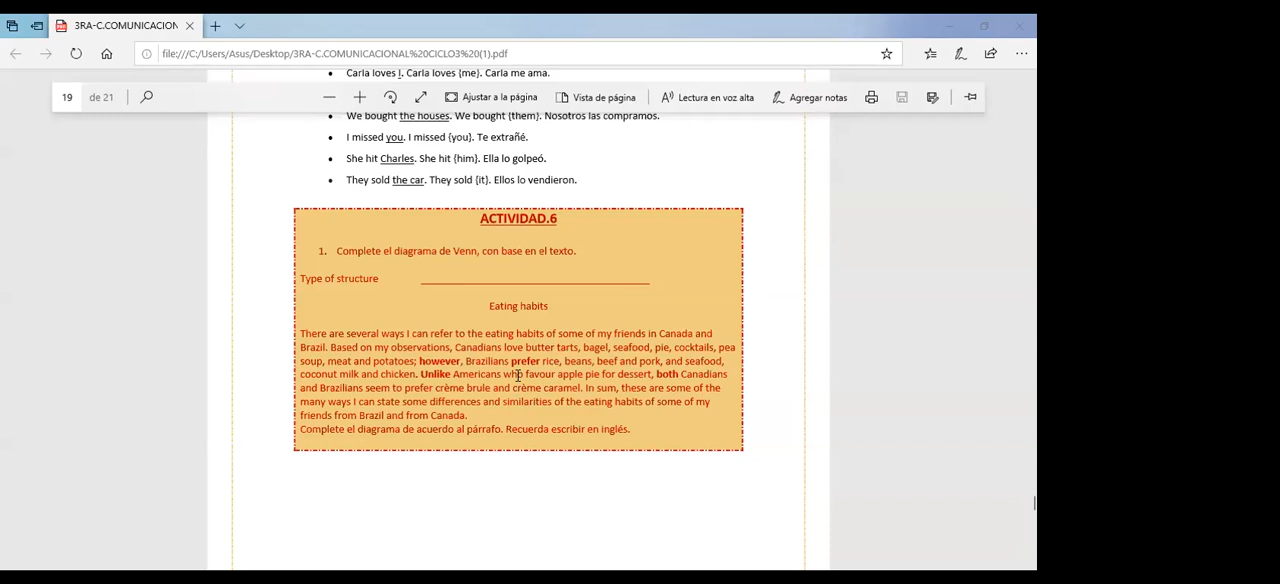 3RA-C.COMUNICACION
file:///C:/Users/Asus/Desktop/3RA-C.COMUNICACIONAL%20CICLO3%20(1).pdf
Carla loves I. Carla loves {me}. Carla me ama.
19 de 21 Ajustar a la página Vista de página Lectura en voz alta Agregar notas
We bought the houses. We bought {them}. Nosotros las compramos.
I missed you. I missed {you}. Te extrañé.
She hit Charles. She hit {him}. Ella lo golpeó.
They sold the car. They sold {it}. Ellos lo vendieron.
ACTIVIDAD.6
1. Complete el diagrama de Venn, con base en el texto.
Type of structure
Eating habits
There are several ways I can refer to the eating habits of some of my friends in Canada and
Brazil. Based on my observations, Canadians love butter tarts, bagel, seafood, pie, cocktails, pea
soup, meat and potatoes; however, Brazilians prefer rice, beans, beef and pork, and seafood,
coconut milk and chicken. Unlike Americans who favour apple pie for dessert, both Canadians
and Brazilians seem to prefer crème brule and crème caramel. In sum, these are some of the
many ways I can state some differences and similarities of the eating habits of some of my
friends from Brazil and from Canada.
Complete el diagrama de acuerdo al párrafo. Recuerda escribir en inglés.